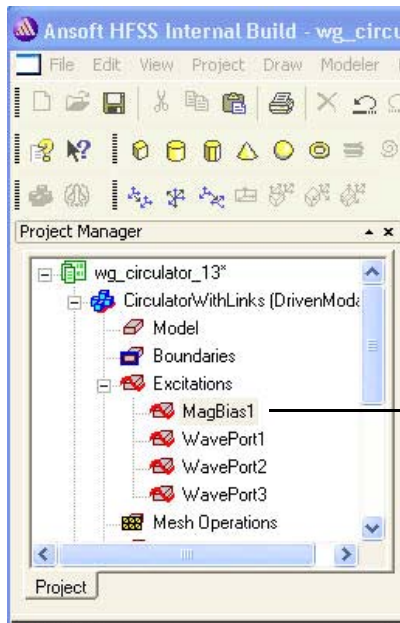 Ansoft HFSS Internal Build - wg_circu
File Edit View Project Draw Modeler
Project Manager
wg_circulator_13*
CirculatorWithLinks (DrivenModa
Model
Boundaries
Excitations
MagBias1
WavePort1
WavePort2
WavePort3
Mesh Operations
Project